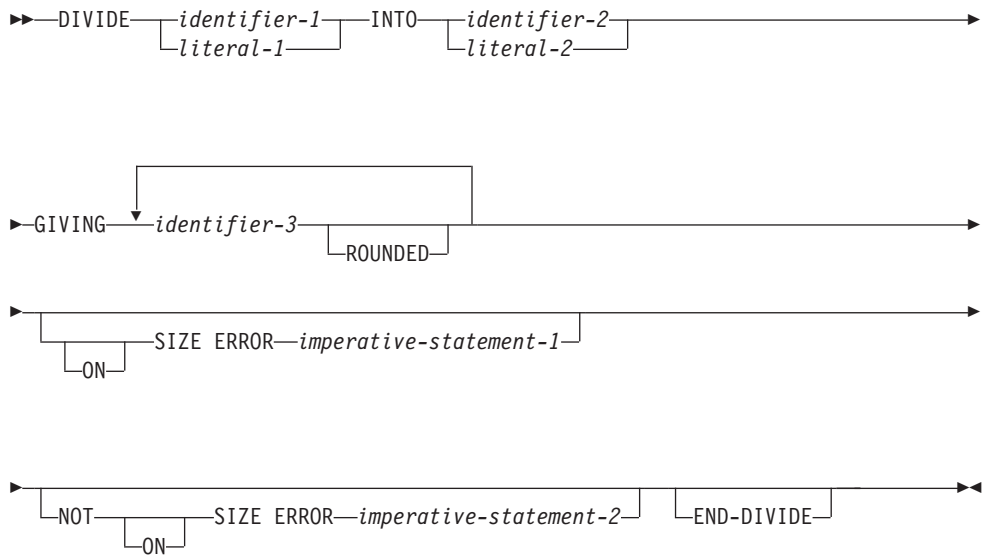 DIVIDE identifier-1 INTO identifier-2
literal-1 literal-2
GIVING identifier-3
ROUNDED
SIZE ERROR imperative-statement-1
ON
NOT SIZE ERROR imperative-statement-2 END-DIVIDE
ON